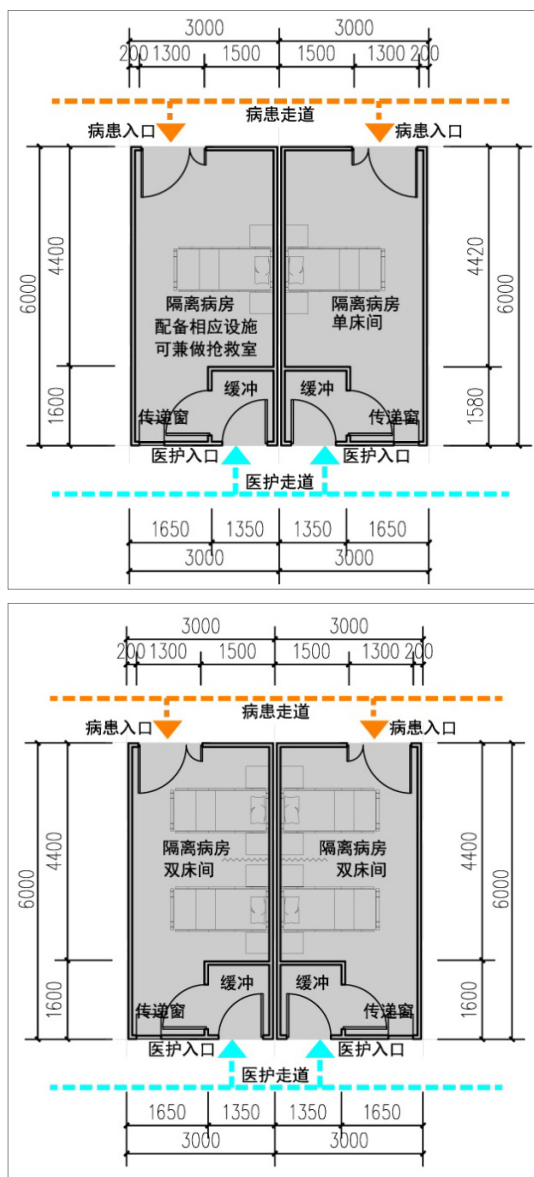 3000 3000
200 1300 1500 1500 1300 200
病患走道
病患入口 病患入口
6000 4400 4420 6000
隔离病房
配备相应设施
可兼做抢救室
隔离病房
单床间
1600 1580
缓冲 缓冲
传递窗 传递窗
医护入口 医护入口
医护走道
1650 1350 1350 1650
3000 3000
3000 3000
200 1300 1500 1500 1300 200
病患走道
病患入口 病患入口
6000 4400 4400 6000
隔离病房
双床间
隔离病房
双床间
1600 1600
缓冲 缓冲
传递窗 传递窗
医护入口 医护入口
医护走道
1650 1350 1350 1650
3000 3000